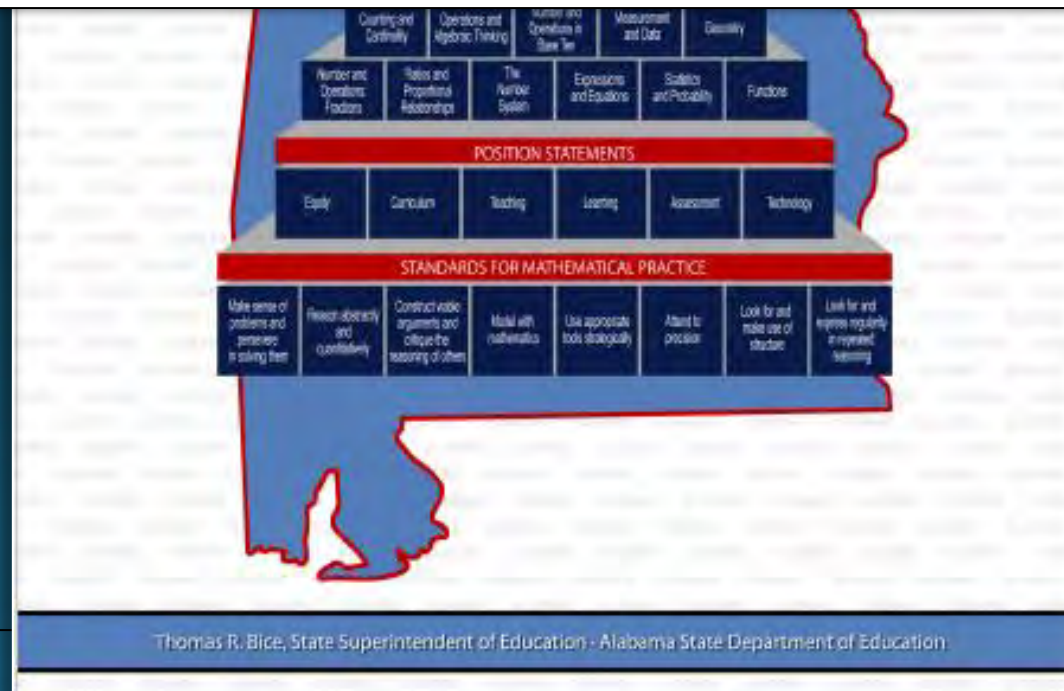 Counting and
Cardinality
Operations and
Algebraic Thinking
Number and
Operations in
Base Ten
Measurement
and Data
Geometry
Number and
Operations:
Fractions
Ratios and
Proportional
Relationships
The
Number
System
Expressions
and Equations
Statistics
and Probability
Functions
POSITION STATEMENTS
Equity
Curriculum
Teaching
Learning
Assessment
Technology
STANDARDS FOR MATHEMATICAL PRACTICE
Make sense of
problems and
persevere
in solving them
Reason abstractly
and
quantitatively
Construct viable
arguments and
critique the
reasoning of others
Model with
mathematics
Use appropriate
tools strategically
Attend to
precision
Look for and
make use of
structure
Look for and
express regularity
in repeated
reasoning
Thomas R. Bice, State Superintendent of Education - Alabama State Department of Education